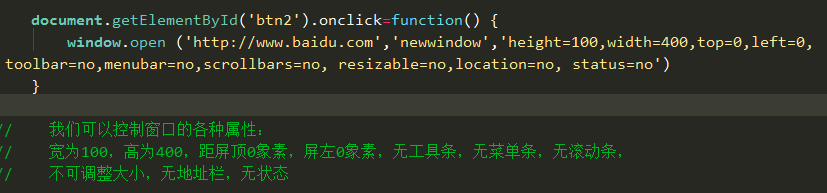 document.getElementById('btn2').onclick=function() {
window.open ('http://www.baidu.com','newwindow','height=100,width=400,top=0,left=0,
toolbar=no,menubar=no,scrollbars=no, resizable=no,location=no, status=no')
}
// 我们可以控制窗口的各种属性:
// 宽为100, 高为400, 距屏顶0象素, 屏左0象素, 无工具条, 无菜单条, 无滚动条,
// 不可调整大小, 无地址栏, 无状态